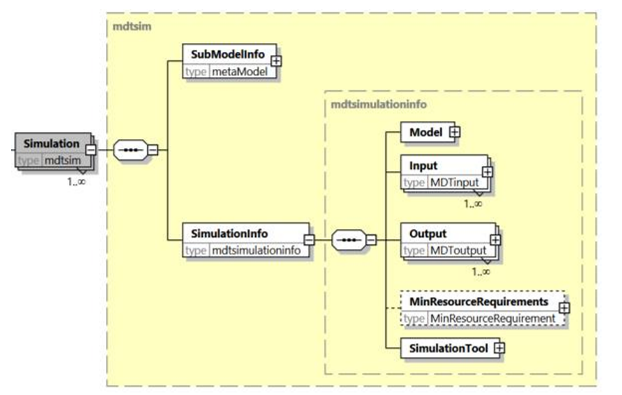 mdtsim
SubModelInfo
type metaModel
mdtsimulationinfo
Model
Simulation
type mdtsim
1..∞
Input
type MDTinput
1..∞
SimulationInfo
type mdtsimulationinfo
Output
type MDToutput
1..∞
MinResourceRequirements
type MinResourceRequirement
SimulationTool